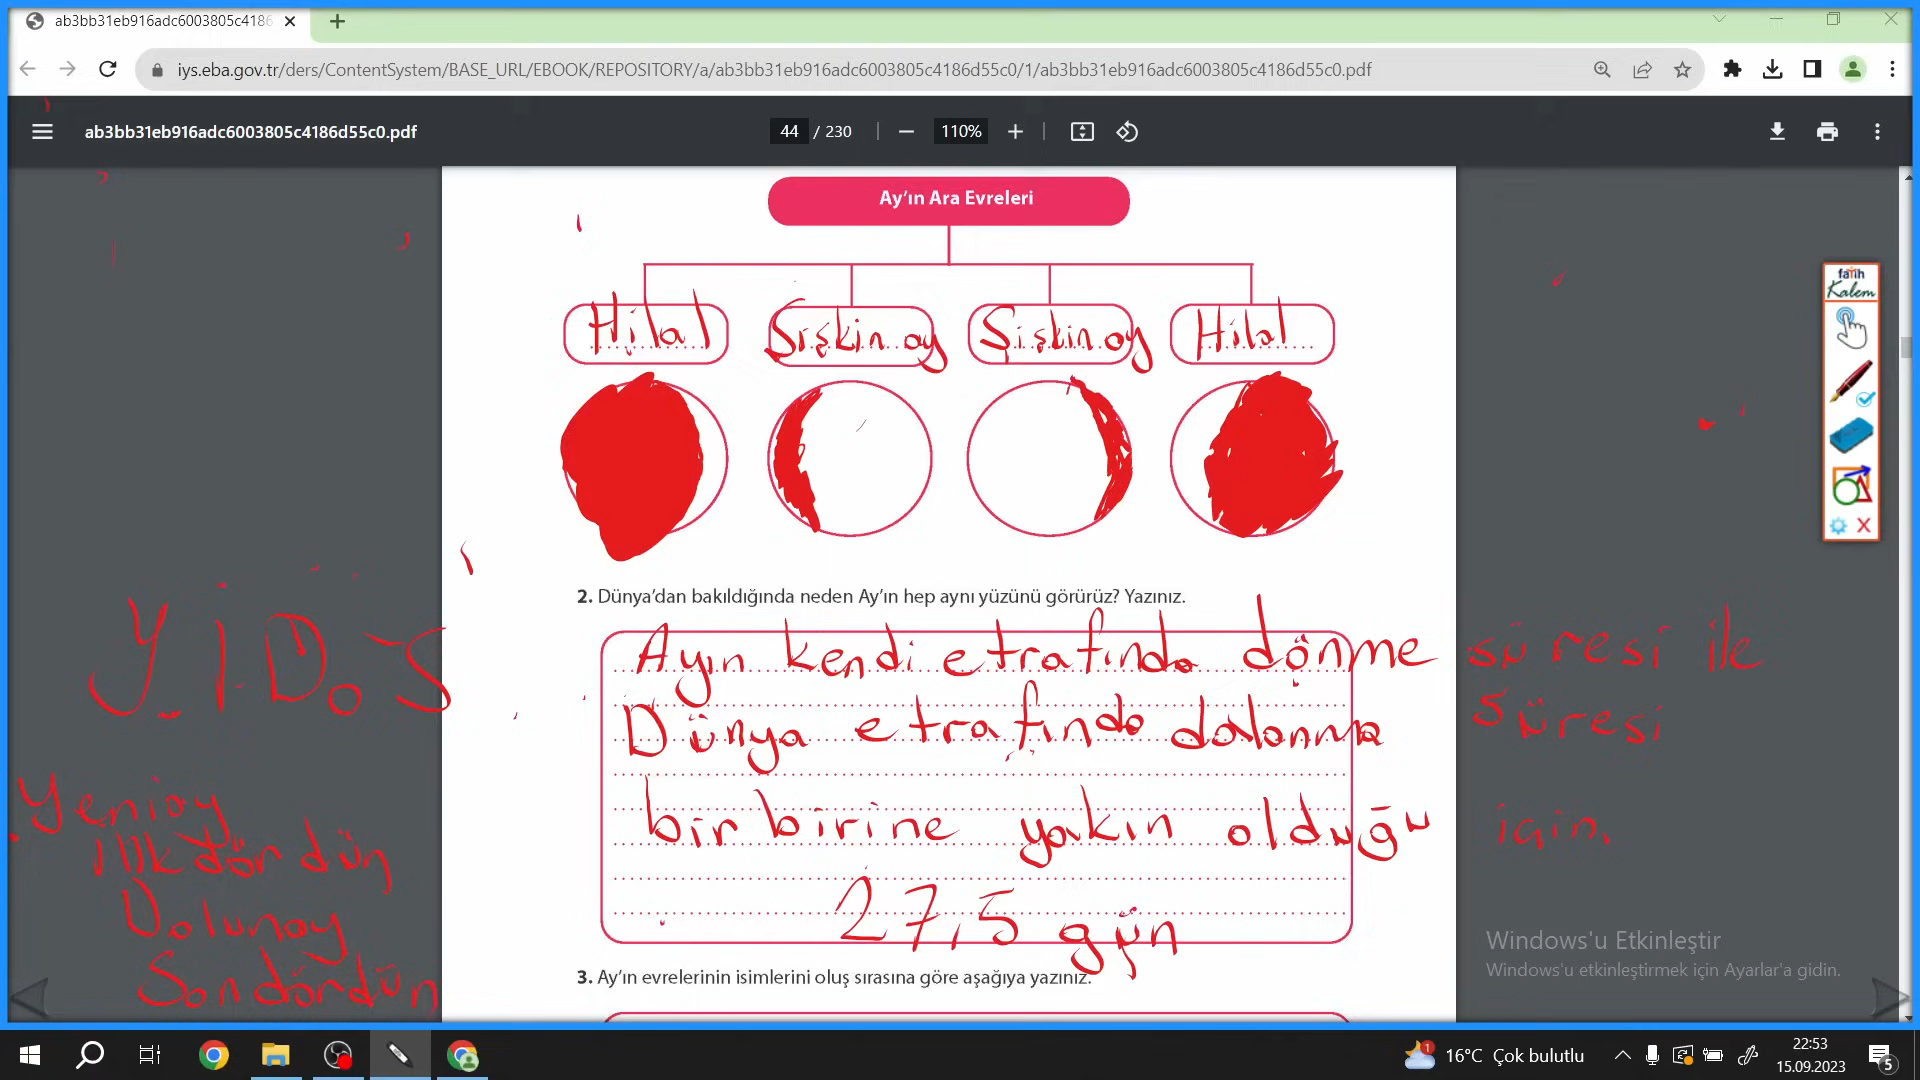 ab3bb31eb916adc6003805c4186
iys.eba.gov.tr/ders/ContentSystem/BASE_URL/EBOOK/REPOSITORY/a/ab3bb31eb916adc6003805c4186d55c0/1/ab3bb31eb916adc6003805c4186d55c0.pdf
ab3bb31eb916adc6003805c4186d55c0.pdf
44 / 230
110%
Ay'ın Ara Evreleri
Hilal Şişkin ay Şişkin ay Hilal
fatih
Kalem
2. Dünya'dan bakıldığında neden Ay'ın hep aynı yüzünü görürüz? Yazınız.
Ayın kendi etrafında dönme süresi ile
Dünya etrafında dolanma süresi
birbirine yakın olduğu için.
27,5 gün
Y.İ.D.S
Yeniay
ilkdördün
Dolunay
Sondördün
3. Ay'ın evrelerinin isimlerini oluş sırasına göre aşağıya yazınız.
Windows'u Etkinleştir
Windows'u etkinleştirmek için Ayarlar'a gidin.
1
16°C Çok bulutlu
22:53
15.09.2023
5